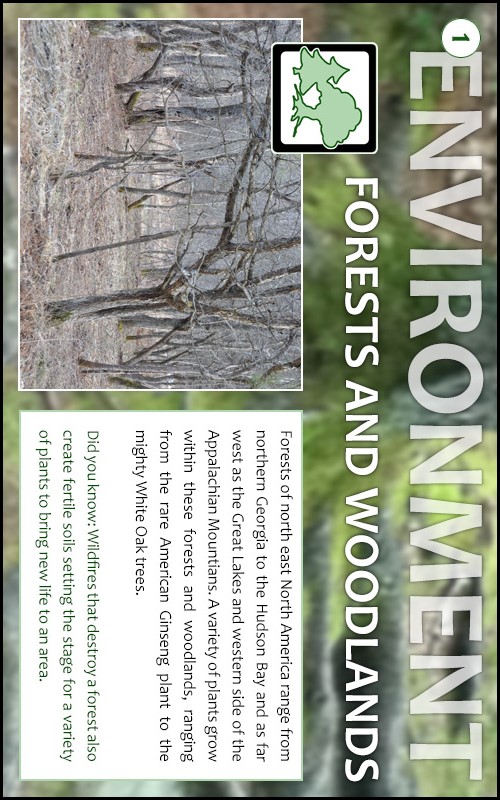 1
ENVIRONMENT
FORESTS AND WOODLANDS
Forests of north east North America range from
northern Georgia to the Hudson Bay and as far
west as the Great Lakes and western side of the
Appalachian Mountians. A variety of plants grow
within these forests and woodlands, ranging
from the rare American Ginseng plant to the
mighty White Oak trees.
Did you know: Wildfires that destroy a forest also
create fertile soils setting the stage for a variety
of plants to bring new life to an area.